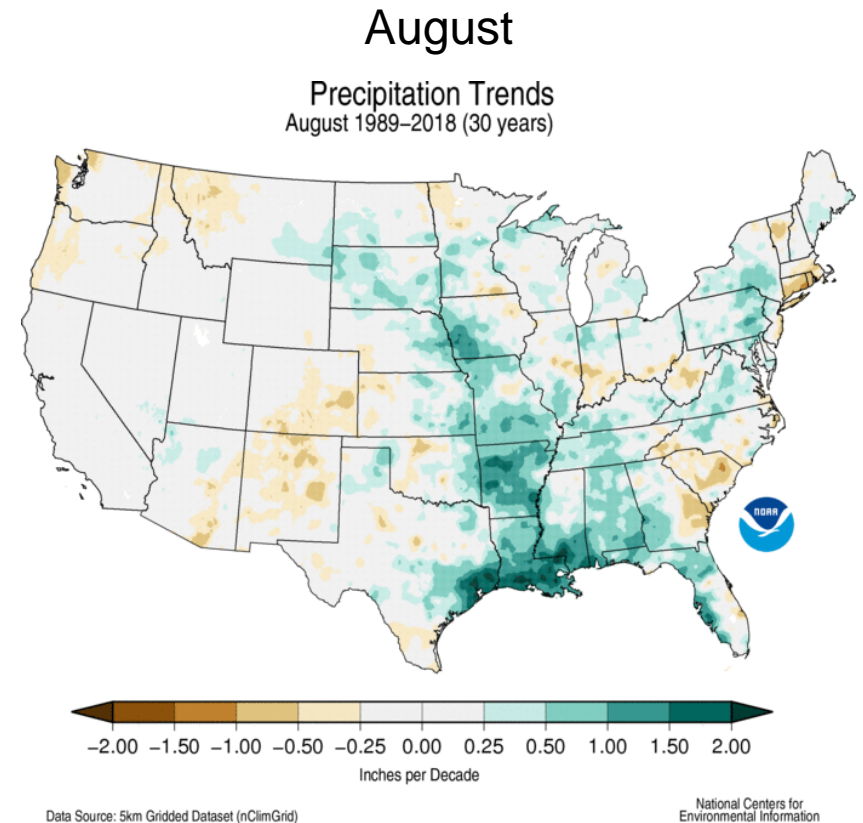 August
Precipitation Trends
August 1989–2018 (30 years)
NOAA
−2.00 −1.50 −1.00 −0.50 −0.25 0.00 0.25 0.50 1.00 1.50 2.00
Inches per Decade
Data Source: 5km Gridded Dataset (nClimGrid)
National Centers for
Environmental Information